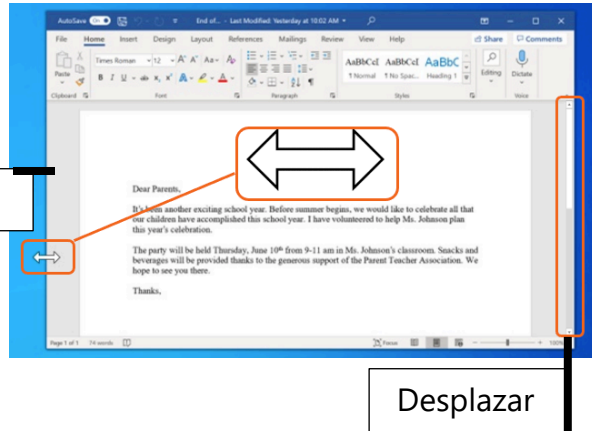 AutoSave On End of... - Last Modified: Yesterday at 10:02 AM
File Home Insert Design Layout References Mailings Review View Help Share Comments
Times Roman 12 A^ Aa Editing Dictate
Paste B I U ab x₂ x² A A AaBbCcI AaBbCcI AaBbC
¶ Normal ¶ No Spac... Heading 1
Clipboard Font Paragraph Styles Voice
Dear Parents,
It's been another exciting school year. Before summer begins, we would like to celebrate all that
our children have accomplished this school year. I have volunteered to help Ms. Johnson plan
this year's celebration.
The party will be held Thursday, June 10th from 9-11 am in Ms. Johnson's classroom. Snacks and
beverages will be provided thanks to the generous support of the Parent Teacher Association. We
hope to see you there.
Thanks,
Page 1 of 1 74 words Focus 100%
Desplazar